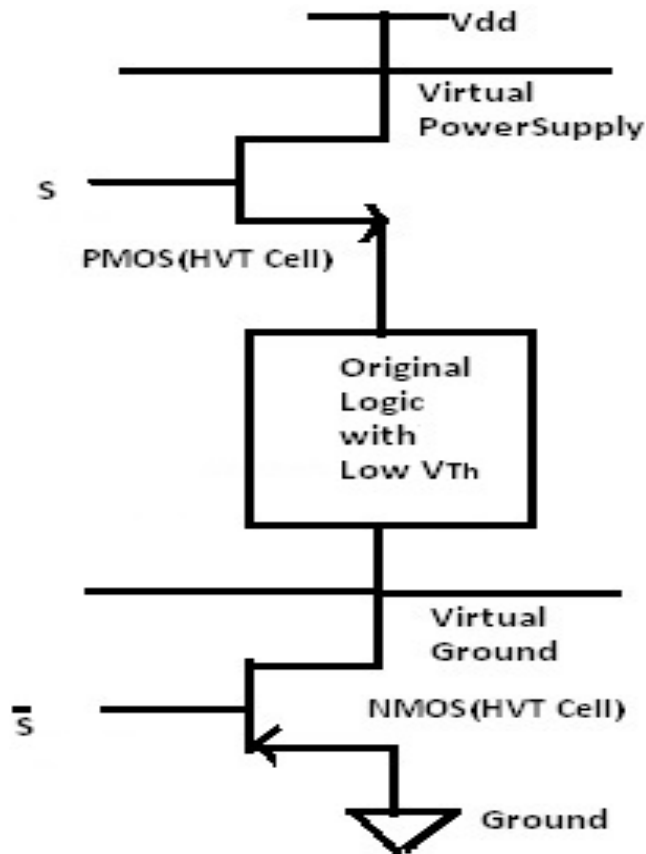 Vdd
Virtual
PowerSupply
S
PMOS(HVT Cell)
Original
Logic
with
Low VTh
Virtual
Ground
S̅
NMOS(HVT Cell)
Ground